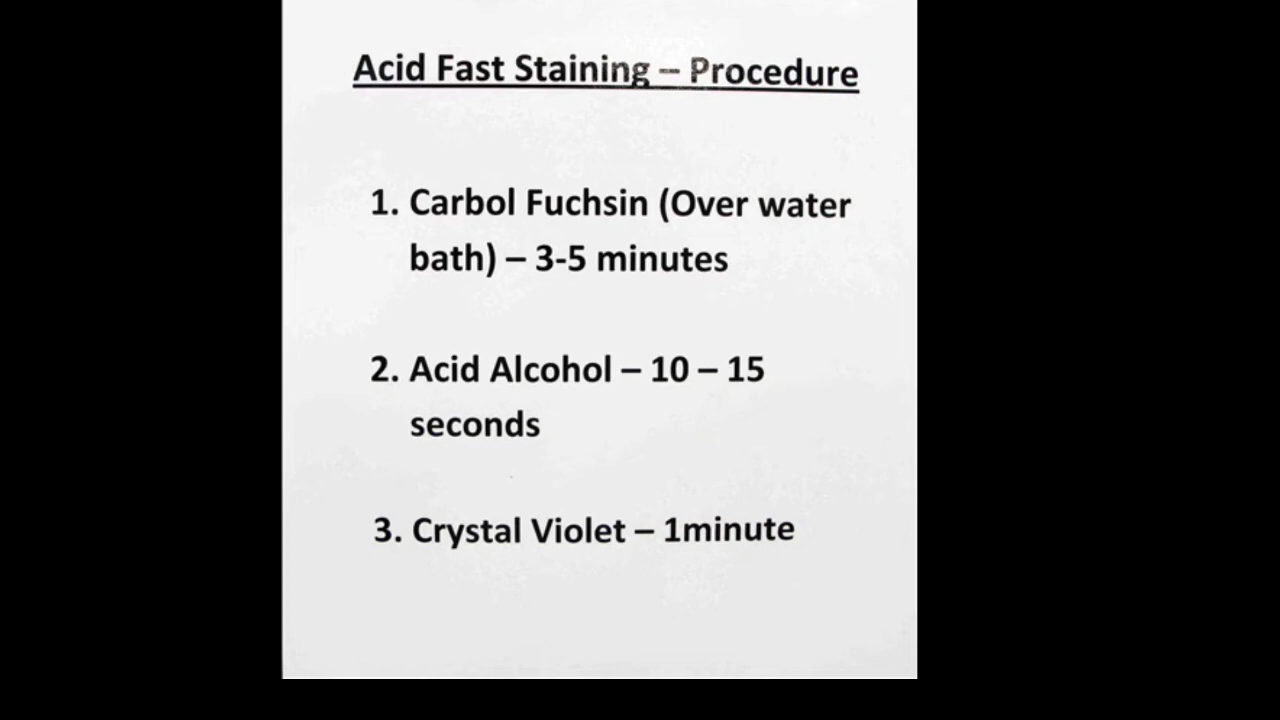 Acid Fast Staining – Procedure
1. Carbol Fuchsin (Over water
bath) – 3-5 minutes
2. Acid Alcohol – 10 – 15
seconds
3. Crystal Violet – 1minute